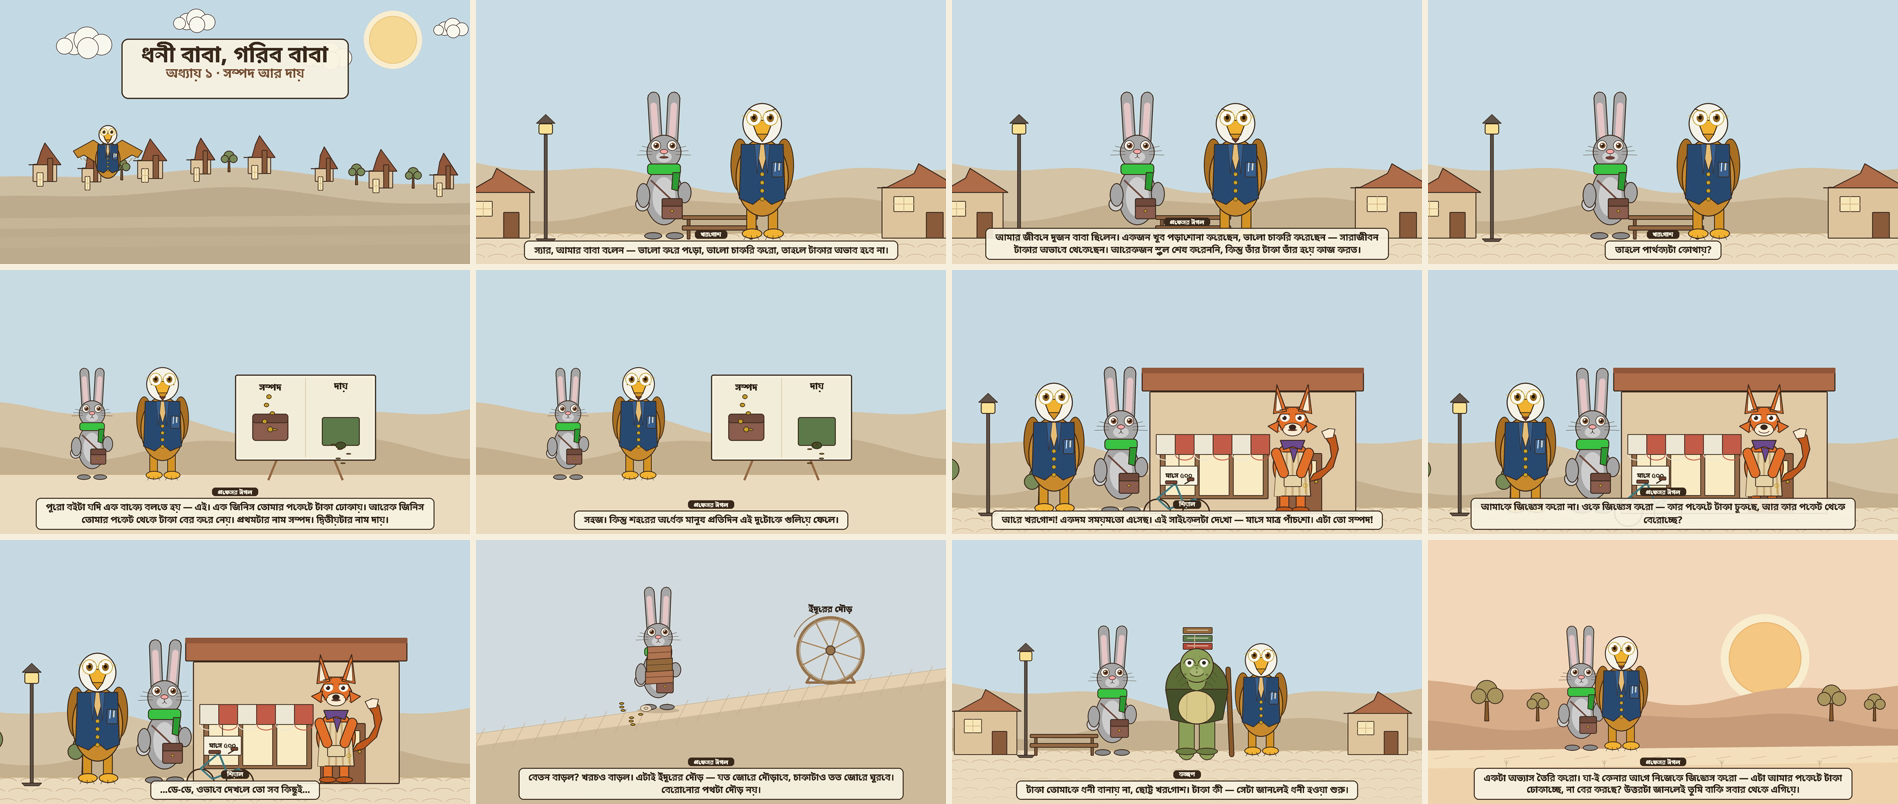 ধনী বাবা, গরিব বাবা
অধ্যায় ১ · সম্পদ আর দায়
খরগোশ
স্যার, আমার বাবা বলেন — ভালো করে পড়ো, ভালো চাকরি করো, তাহলে টাকার অভাব হবে না।
প্রফেসর ঈগল
আমার জীবনে দুজন বাবা ছিলেন। একজন খুব পড়াশোনা করেছেন, ভালো চাকরি করেছেন — সারাজীবন
টাকার অভাবে থেকেছেন। আরেকজন স্কুল শেষ করেননি, কিন্তু তাঁর টাকা তাঁর হয়ে কাজ করত।
খরগোশ
তাহলে পার্থক্যটা কোথায়?
সম্পদ
দায়
প্রফেসর ঈগল
পুরো বইটা যদি এক বাক্যে বলতে হয় — এই। এক জিনিস তোমার পকেটে টাকা ঢোকায়। আরেক জিনিস
তোমার পকেট থেকে টাকা বের করে নেয়। প্রথমটার নাম সম্পদ। দ্বিতীয়টার নাম দায়।
সম্পদ
দায়
প্রফেসর ঈগল
সহজ। কিন্তু শহরের অর্ধেক মানুষ প্রতিদিন এই দুটোকে গুলিয়ে ফেলে।
মাসে ৫০০
শিয়াল
আরে খরগোশ! একদম সময়মতো এসেছ। এই সাইকেলটা দেখো — মাসে মাত্র পাঁচশো। এটা তো সম্পদ!
মাসে ৫০০
প্রফেসর ঈগল
আমাকে জিজ্ঞেস করো না। ওকে জিজ্ঞেস করো — কার পকেটে টাকা ঢুকছে, আর কার পকেট থেকে
বেরোচ্ছে?
মাসে ৫০০
শিয়াল
...হে-হে, ওভাবে দেখলে তো সব কিছুই...
ইঁদুরের দৌড়
প্রফেসর ঈগল
বেতন বাড়ল? খরচও বাড়ল। এটাই ইঁদুরের দৌড় — যত জোরে দৌড়াবে, চাকাটাও তত জোরে ঘুরবে।
বেরোনোর পথটা দৌড় নয়।
কচ্ছপ
টাকা তোমাকে ধনী বানায় না, ছোট্ট খরগোশ। টাকা কী — সেটা জানলেই ধনী হওয়া শুরু।
প্রফেসর ঈগল
একটা অভ্যাস তৈরি করো। যা-ই কেনার আগে নিজেকে জিজ্ঞেস করো — এটা আমার পকেটে টাকা
ঢোকাচ্ছে, না বের করছে? উত্তরটা জানলেই তুমি বাকি সবার থেকে এগিয়ে।